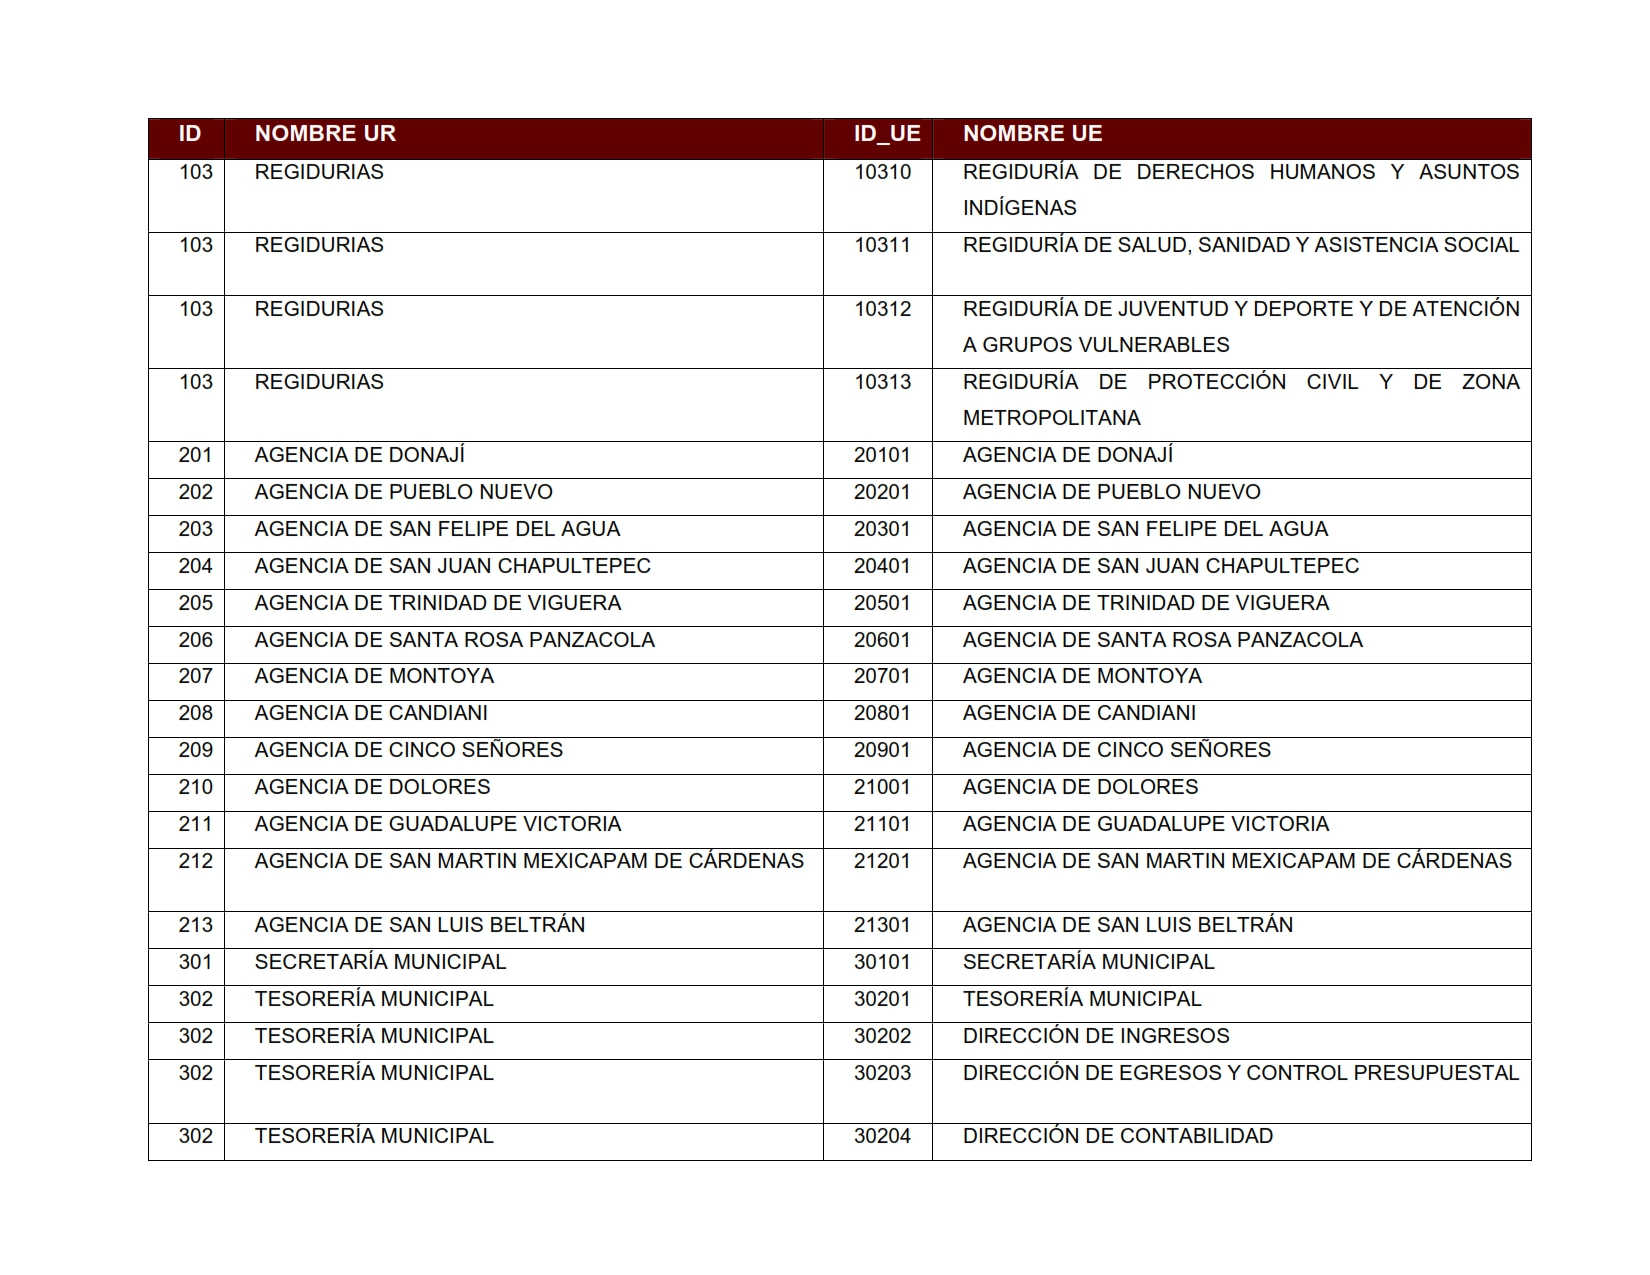 ID NOMBRE UR ID_UE NOMBRE UE
103 REGIDURIAS 10310 REGIDURÍA DE DERECHOS HUMANOS Y ASUNTOS
INDÍGENAS
103 REGIDURIAS 10311 REGIDURÍA DE SALUD, SANIDAD Y ASISTENCIA SOCIAL
103 REGIDURIAS 10312 REGIDURÍA DE JUVENTUD Y DEPORTE Y DE ATENCIÓN
A GRUPOS VULNERABLES
103 REGIDURIAS 10313 REGIDURÍA DE PROTECCIÓN CIVIL Y DE ZONA
METROPOLITANA
201 AGENCIA DE DONAJÍ 20101 AGENCIA DE DONAJÍ
202 AGENCIA DE PUEBLO NUEVO 20201 AGENCIA DE PUEBLO NUEVO
203 AGENCIA DE SAN FELIPE DEL AGUA 20301 AGENCIA DE SAN FELIPE DEL AGUA
204 AGENCIA DE SAN JUAN CHAPULTEPEC 20401 AGENCIA DE SAN JUAN CHAPULTEPEC
205 AGENCIA DE TRINIDAD DE VIGUERA 20501 AGENCIA DE TRINIDAD DE VIGUERA
206 AGENCIA DE SANTA ROSA PANZACOLA 20601 AGENCIA DE SANTA ROSA PANZACOLA
207 AGENCIA DE MONTOYA 20701 AGENCIA DE MONTOYA
208 AGENCIA DE CANDIANI 20801 AGENCIA DE CANDIANI
209 AGENCIA DE CINCO SEÑORES 20901 AGENCIA DE CINCO SEÑORES
210 AGENCIA DE DOLORES 21001 AGENCIA DE DOLORES
211 AGENCIA DE GUADALUPE VICTORIA 21101 AGENCIA DE GUADALUPE VICTORIA
212 AGENCIA DE SAN MARTIN MEXICAPAM DE CÁRDENAS 21201 AGENCIA DE SAN MARTIN MEXICAPAM DE CÁRDENAS
213 AGENCIA DE SAN LUIS BELTRÁN 21301 AGENCIA DE SAN LUIS BELTRÁN
301 SECRETARÍA MUNICIPAL 30101 SECRETARÍA MUNICIPAL
302 TESORERÍA MUNICIPAL 30201 TESORERÍA MUNICIPAL
302 TESORERÍA MUNICIPAL 30202 DIRECCIÓN DE INGRESOS
302 TESORERÍA MUNICIPAL 30203 DIRECCIÓN DE EGRESOS Y CONTROL PRESUPUESTAL
302 TESORERÍA MUNICIPAL 30204 DIRECCIÓN DE CONTABILIDAD